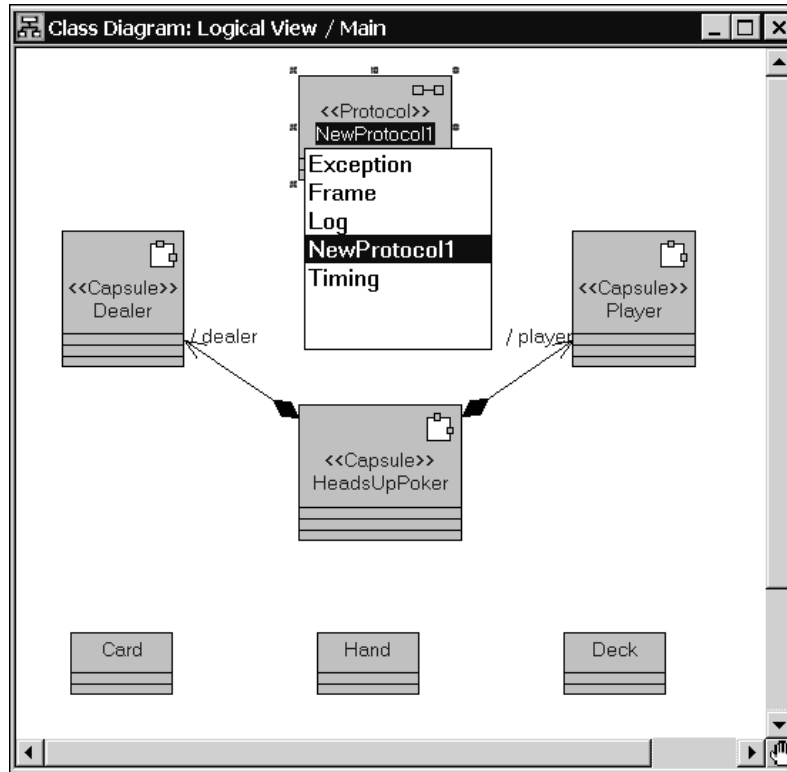 Class Diagram: Logical View / Main
<<Protocol>>
NewProtocol1
Exception
Frame
Log
NewProtocol1
Timing
<<Capsule>>
Dealer
<<Capsule>>
Player
/ dealer
/ player
<<Capsule>>
HeadsUpPoker
Card
Hand
Deck